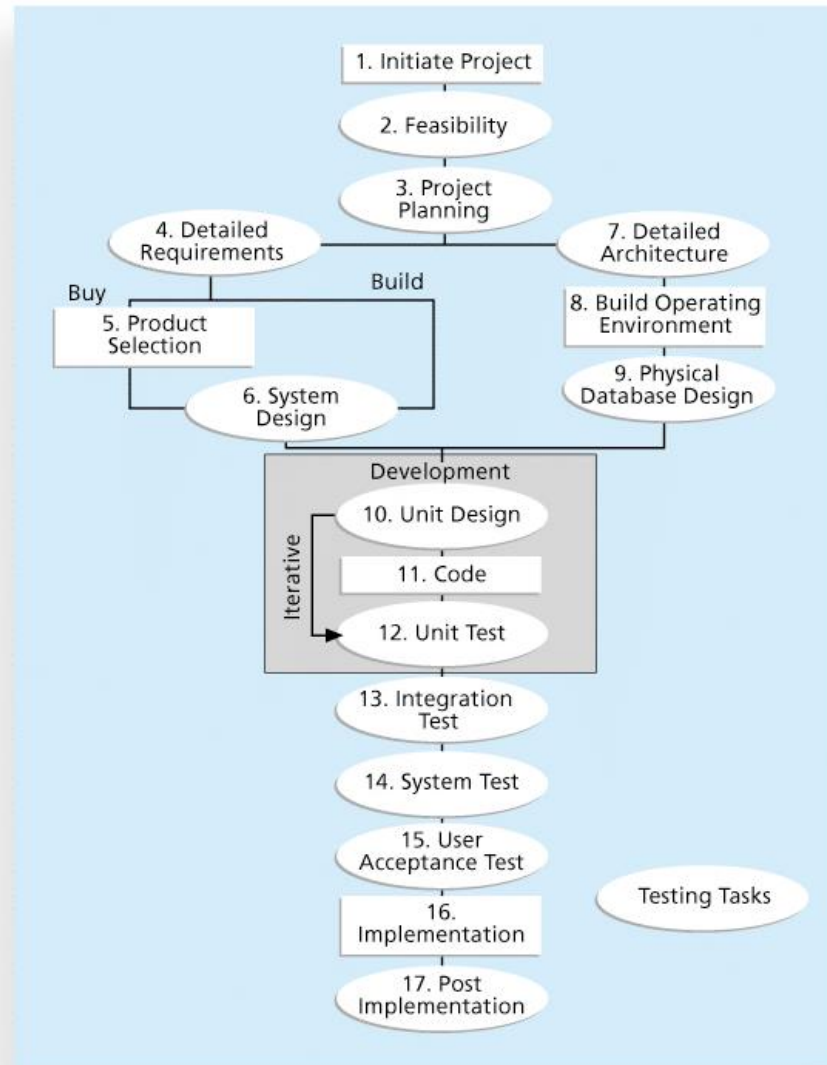 1. Initiate Project
2. Feasibility
3. Project
Planning
4. Detailed
Requirements
7. Detailed
Architecture
Buy
Build
5. Product
Selection
8. Build Operating
Environment
6. System
Design
9. Physical
Database Design
Development
Iterative
10. Unit Design
11. Code
12. Unit Test
13. Integration
Test
14. System Test
15. User
Acceptance Test
Testing Tasks
16.
Implementation
17. Post
Implementation